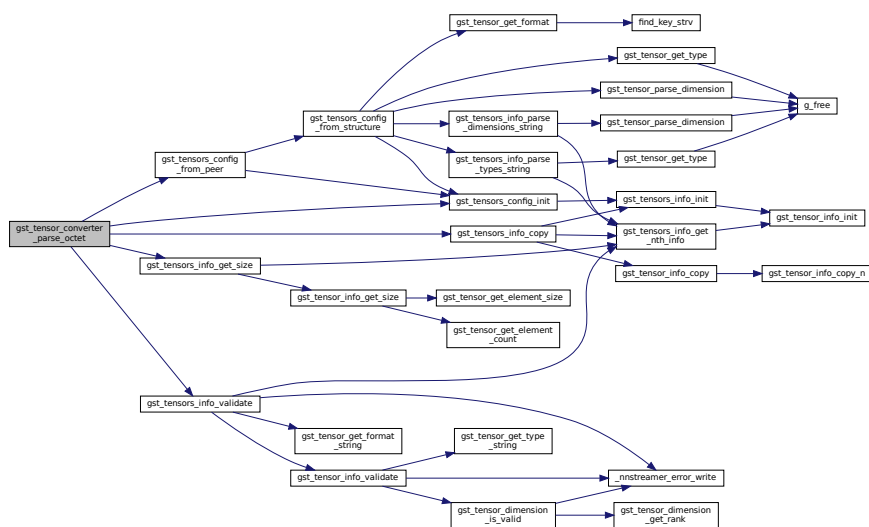 gst_tensor_get_format
find_key_strv
gst_tensor_get_type
gst_tensor_parse_dimension
g_free
gst_tensors_config
_from_structure
gst_tensors_info_parse
_dimensions_string
gst_tensor_parse_dimension
gst_tensors_config
_from_peer
gst_tensors_info_parse
_types_string
gst_tensor_get_type
gst_tensors_config_init
gst_tensors_info_init
gst_tensor_info_init
gst_tensor_converter
_parse_octet
gst_tensors_info_copy
gst_tensors_info_get
_nth_info
gst_tensors_info_get_size
gst_tensor_info_copy
gst_tensor_info_copy_n
gst_tensor_info_get_size
gst_tensor_get_element_size
gst_tensor_get_element
_count
gst_tensors_info_validate
gst_tensor_get_format
_string
gst_tensor_get_type
_string
gst_tensor_info_validate
_nnstreamer_error_write
gst_tensor_dimension
_is_valid
gst_tensor_dimension
_get_rank